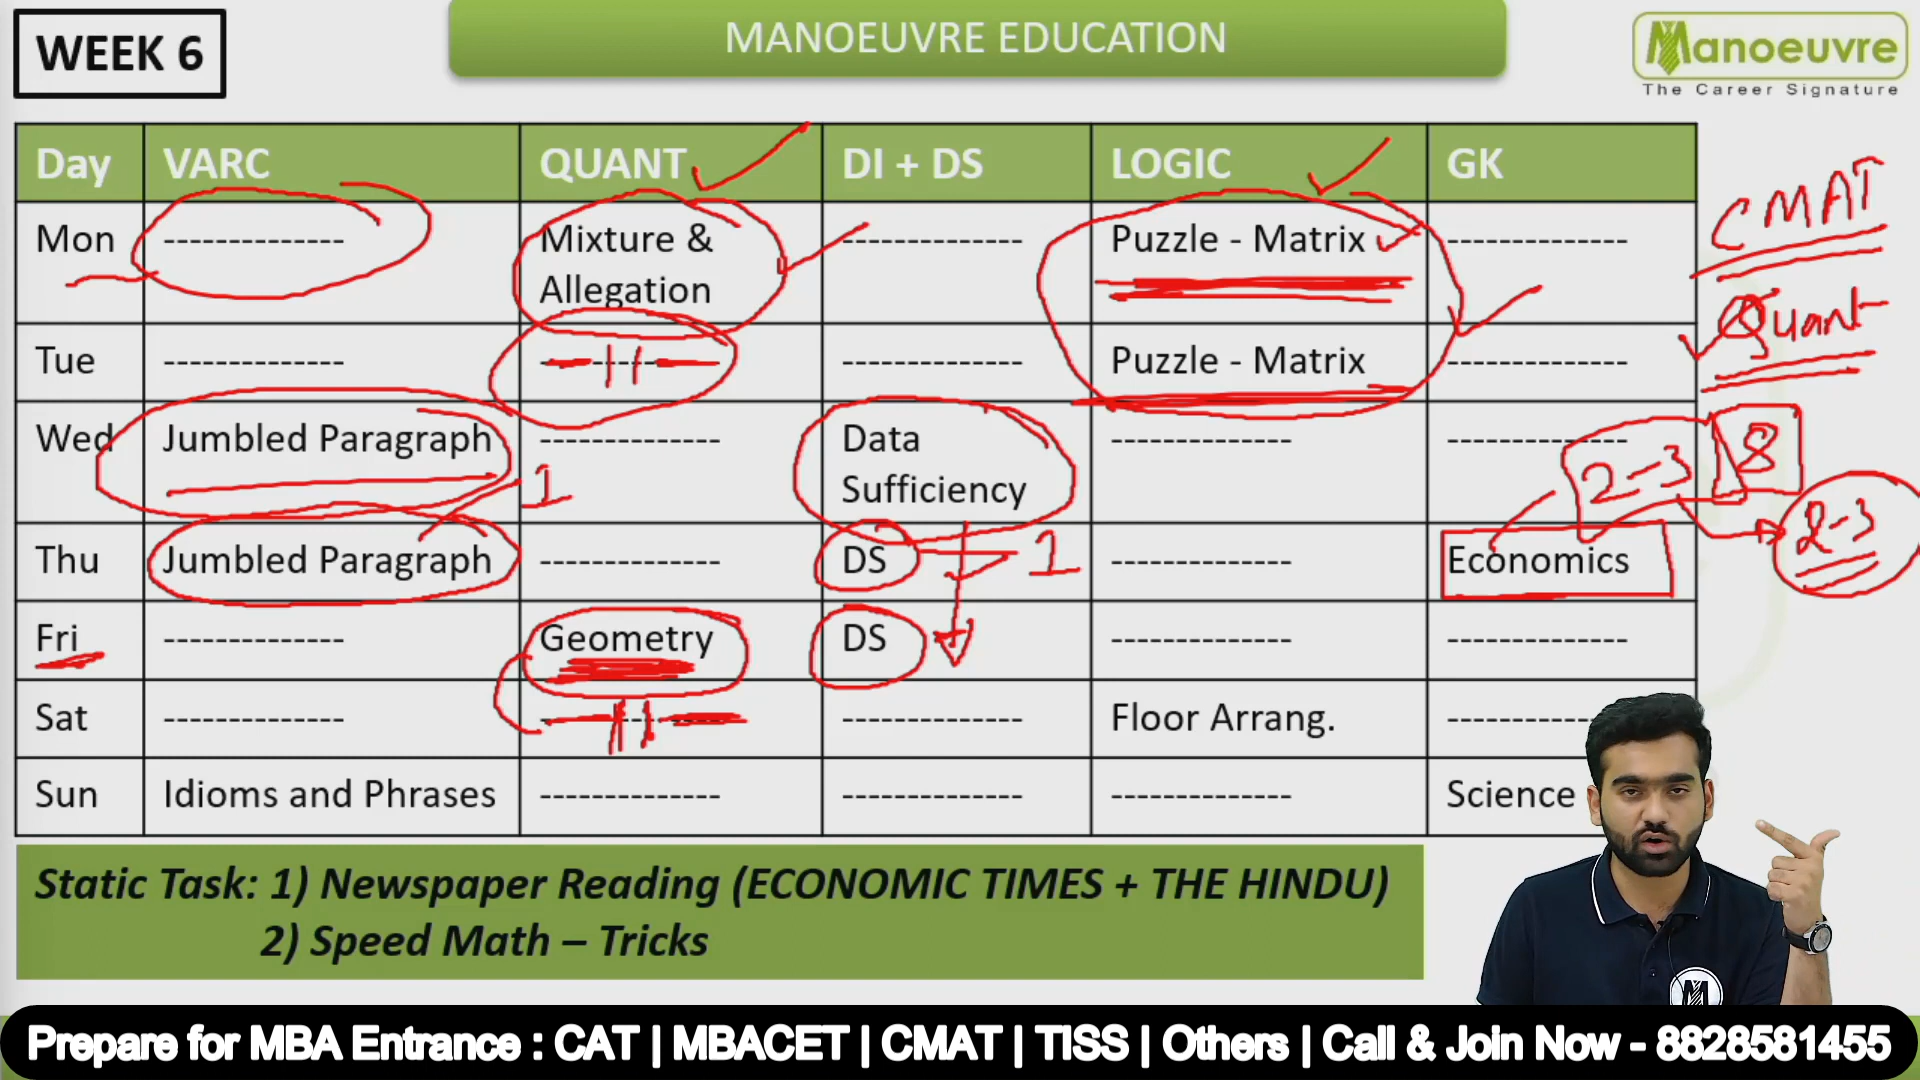 WEEK 6
MANOEUVRE EDUCATION
Manoeuvre
The Career Signature
Day VARC QUANT DI + DS LOGIC GK
Mon -------------- Mixture & Allegation -------------- Puzzle - Matrix --------------
Tue -------------- -------------- Puzzle - Matrix --------------
Wed Jumbled Paragraph -------------- Data Sufficiency -------------- --------------
Thu Jumbled Paragraph -------------- DS -------------- Economics
Fri -------------- Geometry DS -------------- --------------
Sat -------------- -------------- Floor Arrang. --------------
Sun Idioms and Phrases -------------- -------------- -------------- Science
CMAT
Quant
2-3 8
2-3
1
1
Static Task: 1) Newspaper Reading (ECONOMIC TIMES + THE HINDU)
2) Speed Math – Tricks
M
Prepare for MBA Entrance : CAT | MBACET | CMAT | TISS | Others | Call & Join Now - 8828581455